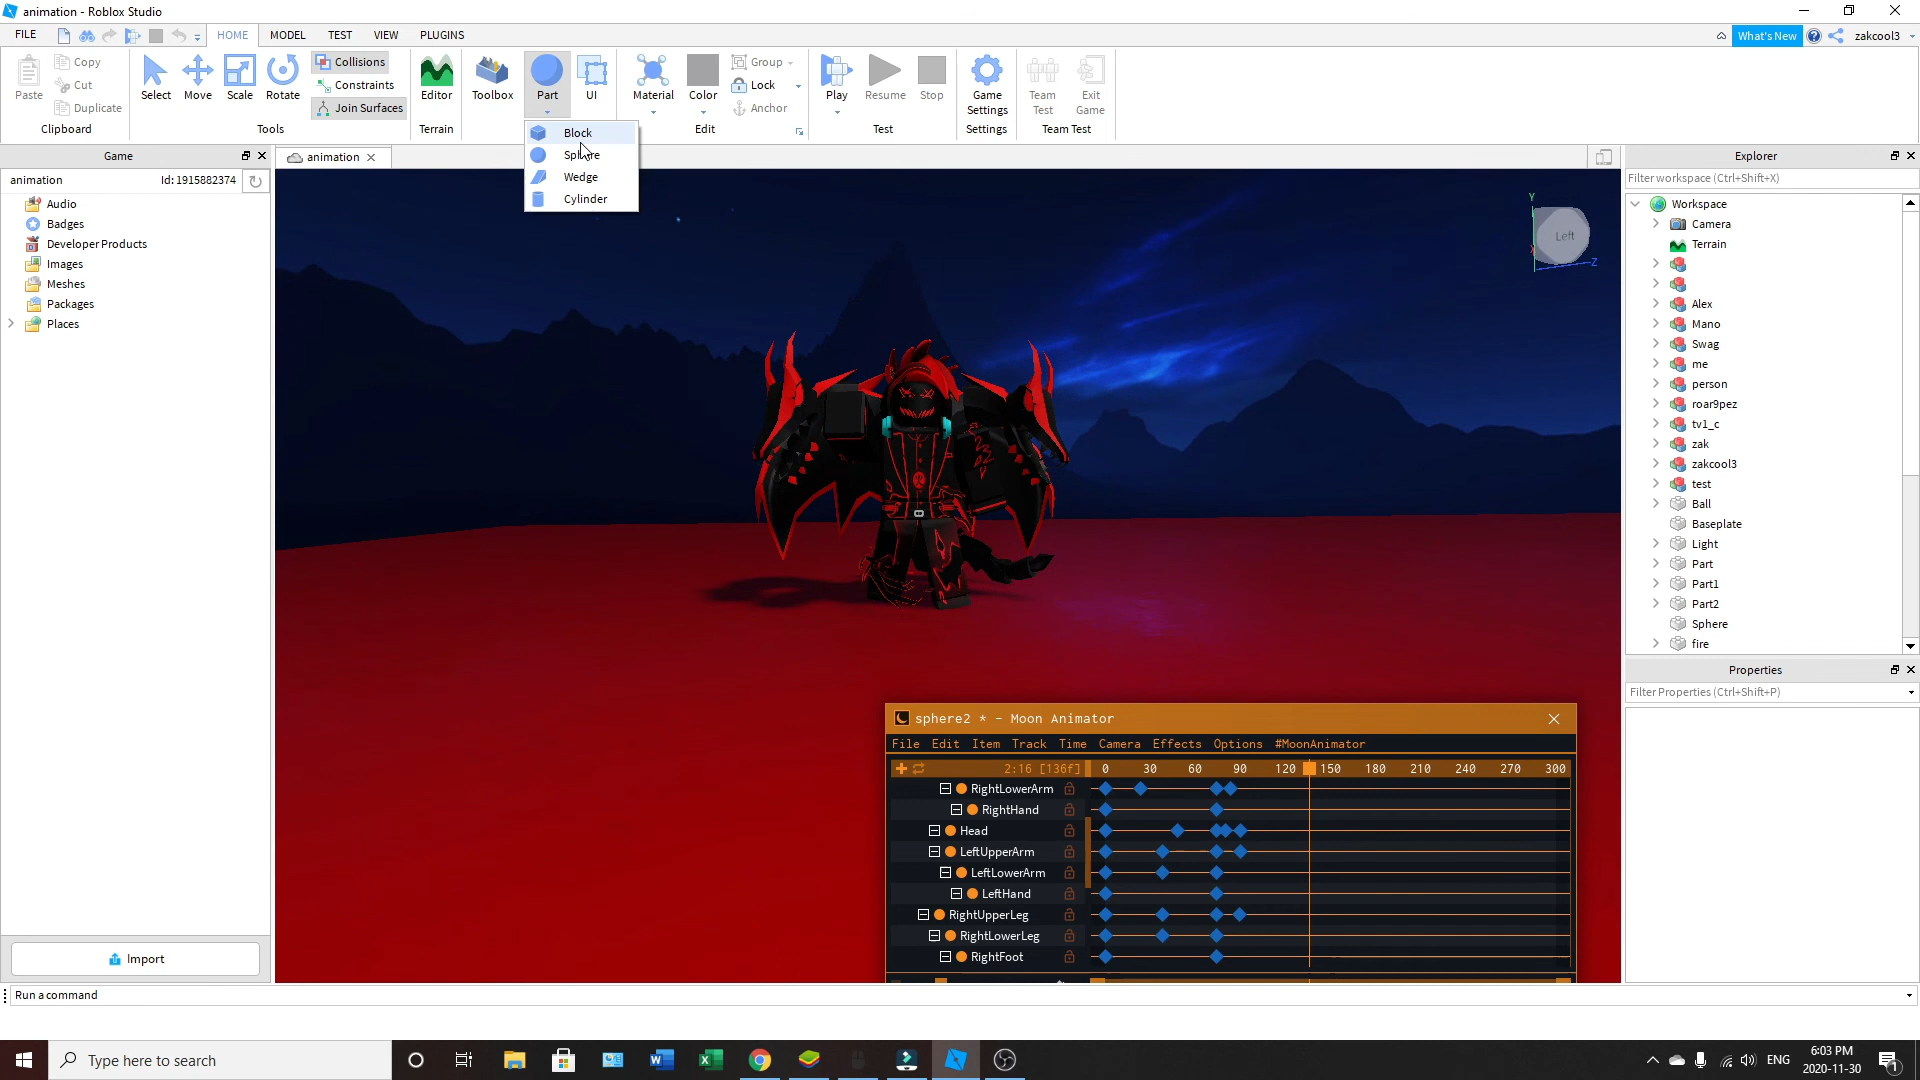 animation - Roblox Studio
FILE HOME MODEL TEST VIEW PLUGINS What's New zakcool3
Paste Copy Cut Duplicate Clipboard
Select Move Scale Rotate Collisions Constraints Join Surfaces Tools
Editor Terrain
Toolbox Part UI
Material Color Group Lock Anchor Edit
Play Resume Stop Test
Game Settings Settings
Team Test Exit Game Team Test
Block
Sphere
Wedge
Cylinder
Game
animation Id: 1915882374
Audio
Badges
Developer Products
Images
Meshes
Packages
Places
Import
animation
Y
Left
Z
Explorer
Filter workspace (Ctrl+Shift+X)
Workspace
Camera
Terrain
Alex
Mano
Swag
me
person
roar9pez
tv1_c
zak
zakcool3
test
Ball
Baseplate
Light
Part
Part1
Part2
Sphere
fire
Properties
Filter Properties (Ctrl+Shift+P)
sphere2 * - Moon Animator
File Edit Item Track Time Camera Effects Options #MoonAnimator
2:16 [136f] 0 30 60 90 120 150 180 210 240 270 300
RightLowerArm
RightHand
Head
LeftUpperArm
LeftLowerArm
LeftHand
RightUpperLeg
RightLowerLeg
RightFoot
Run a command
Type here to search
ENG
6:03 PM
2020-11-30
1